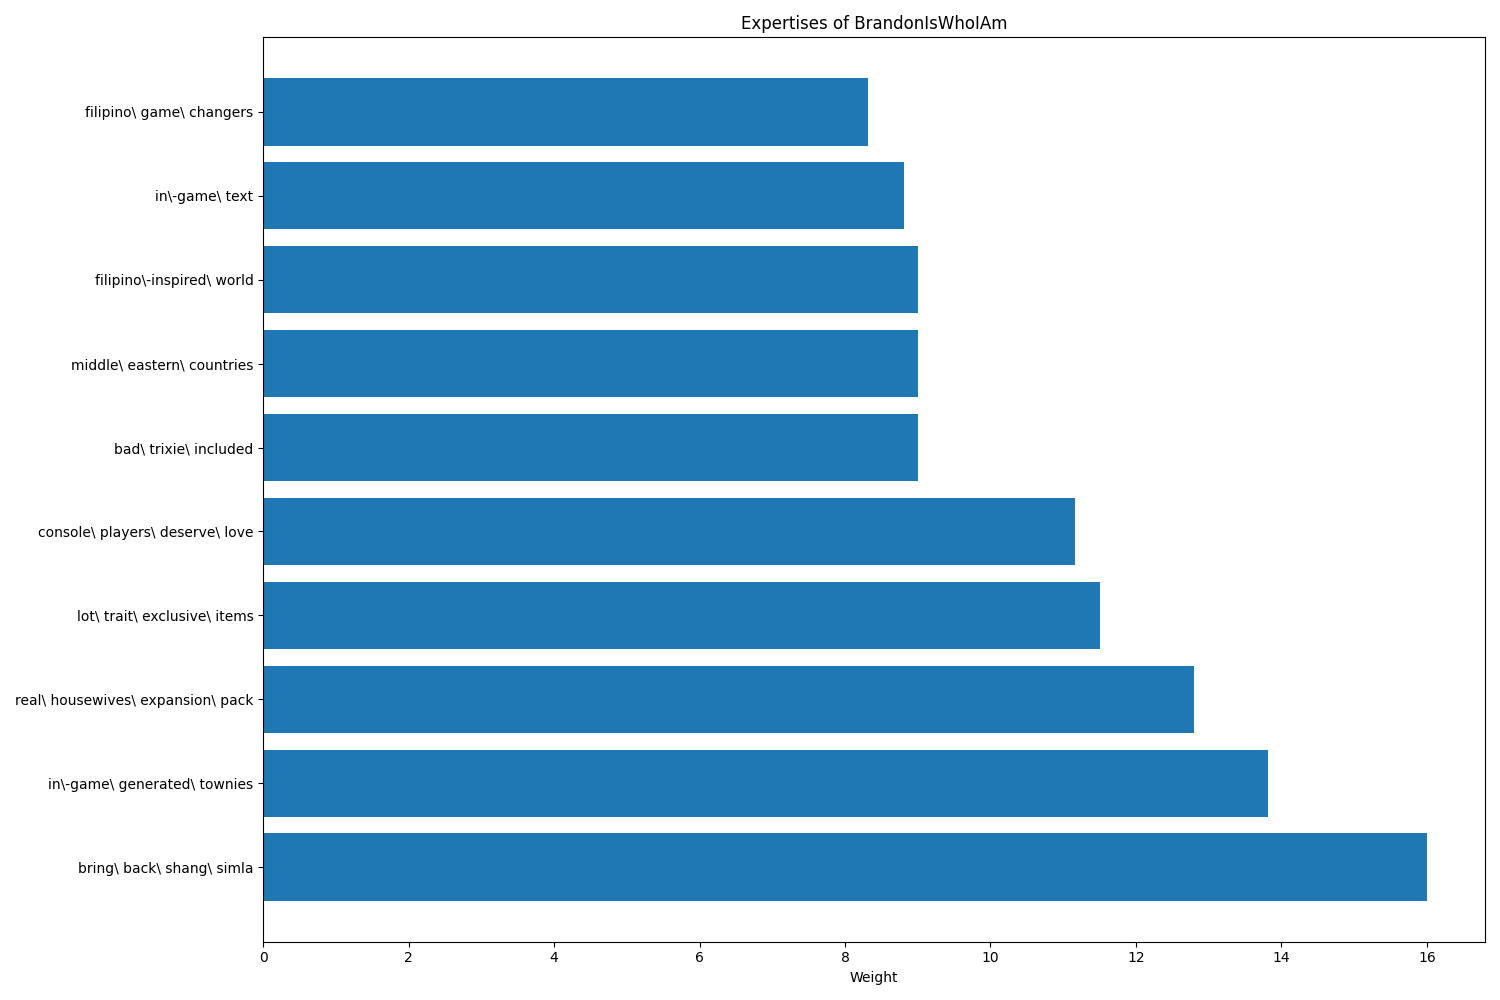 Expertises of BrandonIsWhoIAm
filipino\ game\ changers
in\-game\ text
filipino\-inspired\ world
middle\ eastern\ countries
bad\ trixie\ included
console\ players\ deserve\ love
lot\ trait\ exclusive\ items
real\ housewives\ expansion\ pack
in\-game\ generated\ townies
bring\ back\ shang\ simla
0 2 4 6 8 10 12 14 16
Weight